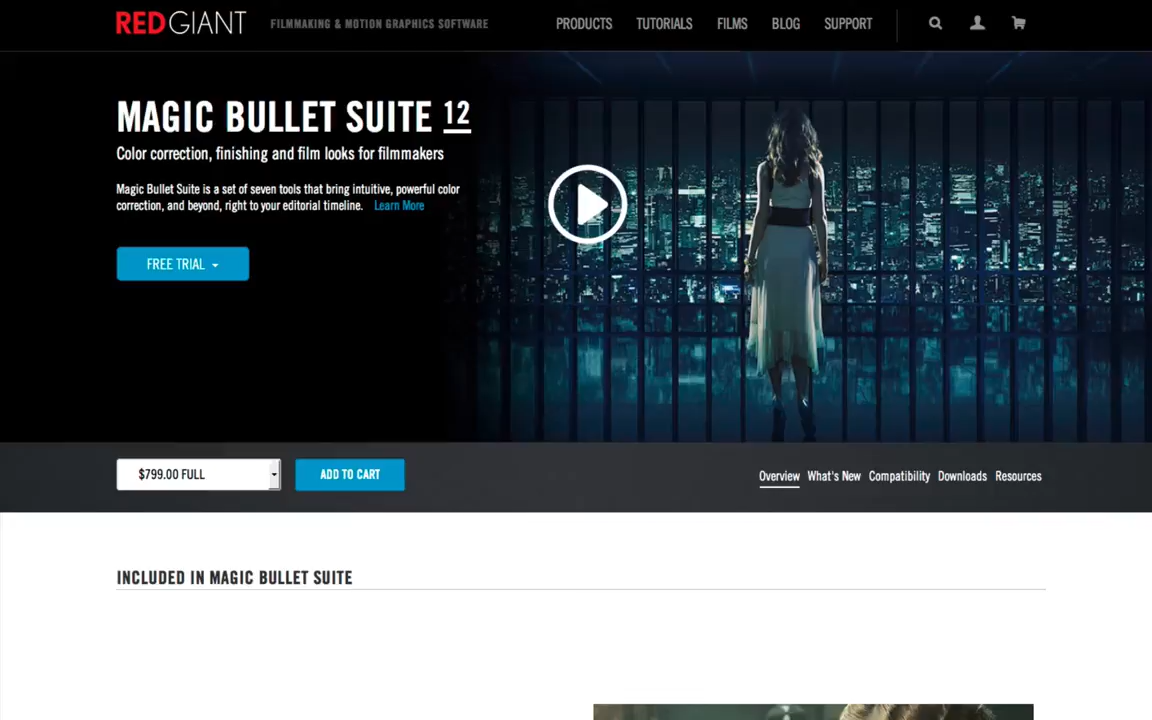 REDGIANT
FILMMAKING & MOTION GRAPHICS SOFTWARE
PRODUCTS TUTORIALS FILMS BLOG SUPPORT
MAGIC BULLET SUITE 12
Color correction, finishing and film looks for filmmakers
Magic Bullet Suite is a set of seven tools that bring intuitive, powerful color
correction, and beyond, right to your editorial timeline. Learn More
FREE TRIAL
$799.00 FULL
ADD TO CART
Overview What's New Compatibility Downloads Resources
INCLUDED IN MAGIC BULLET SUITE